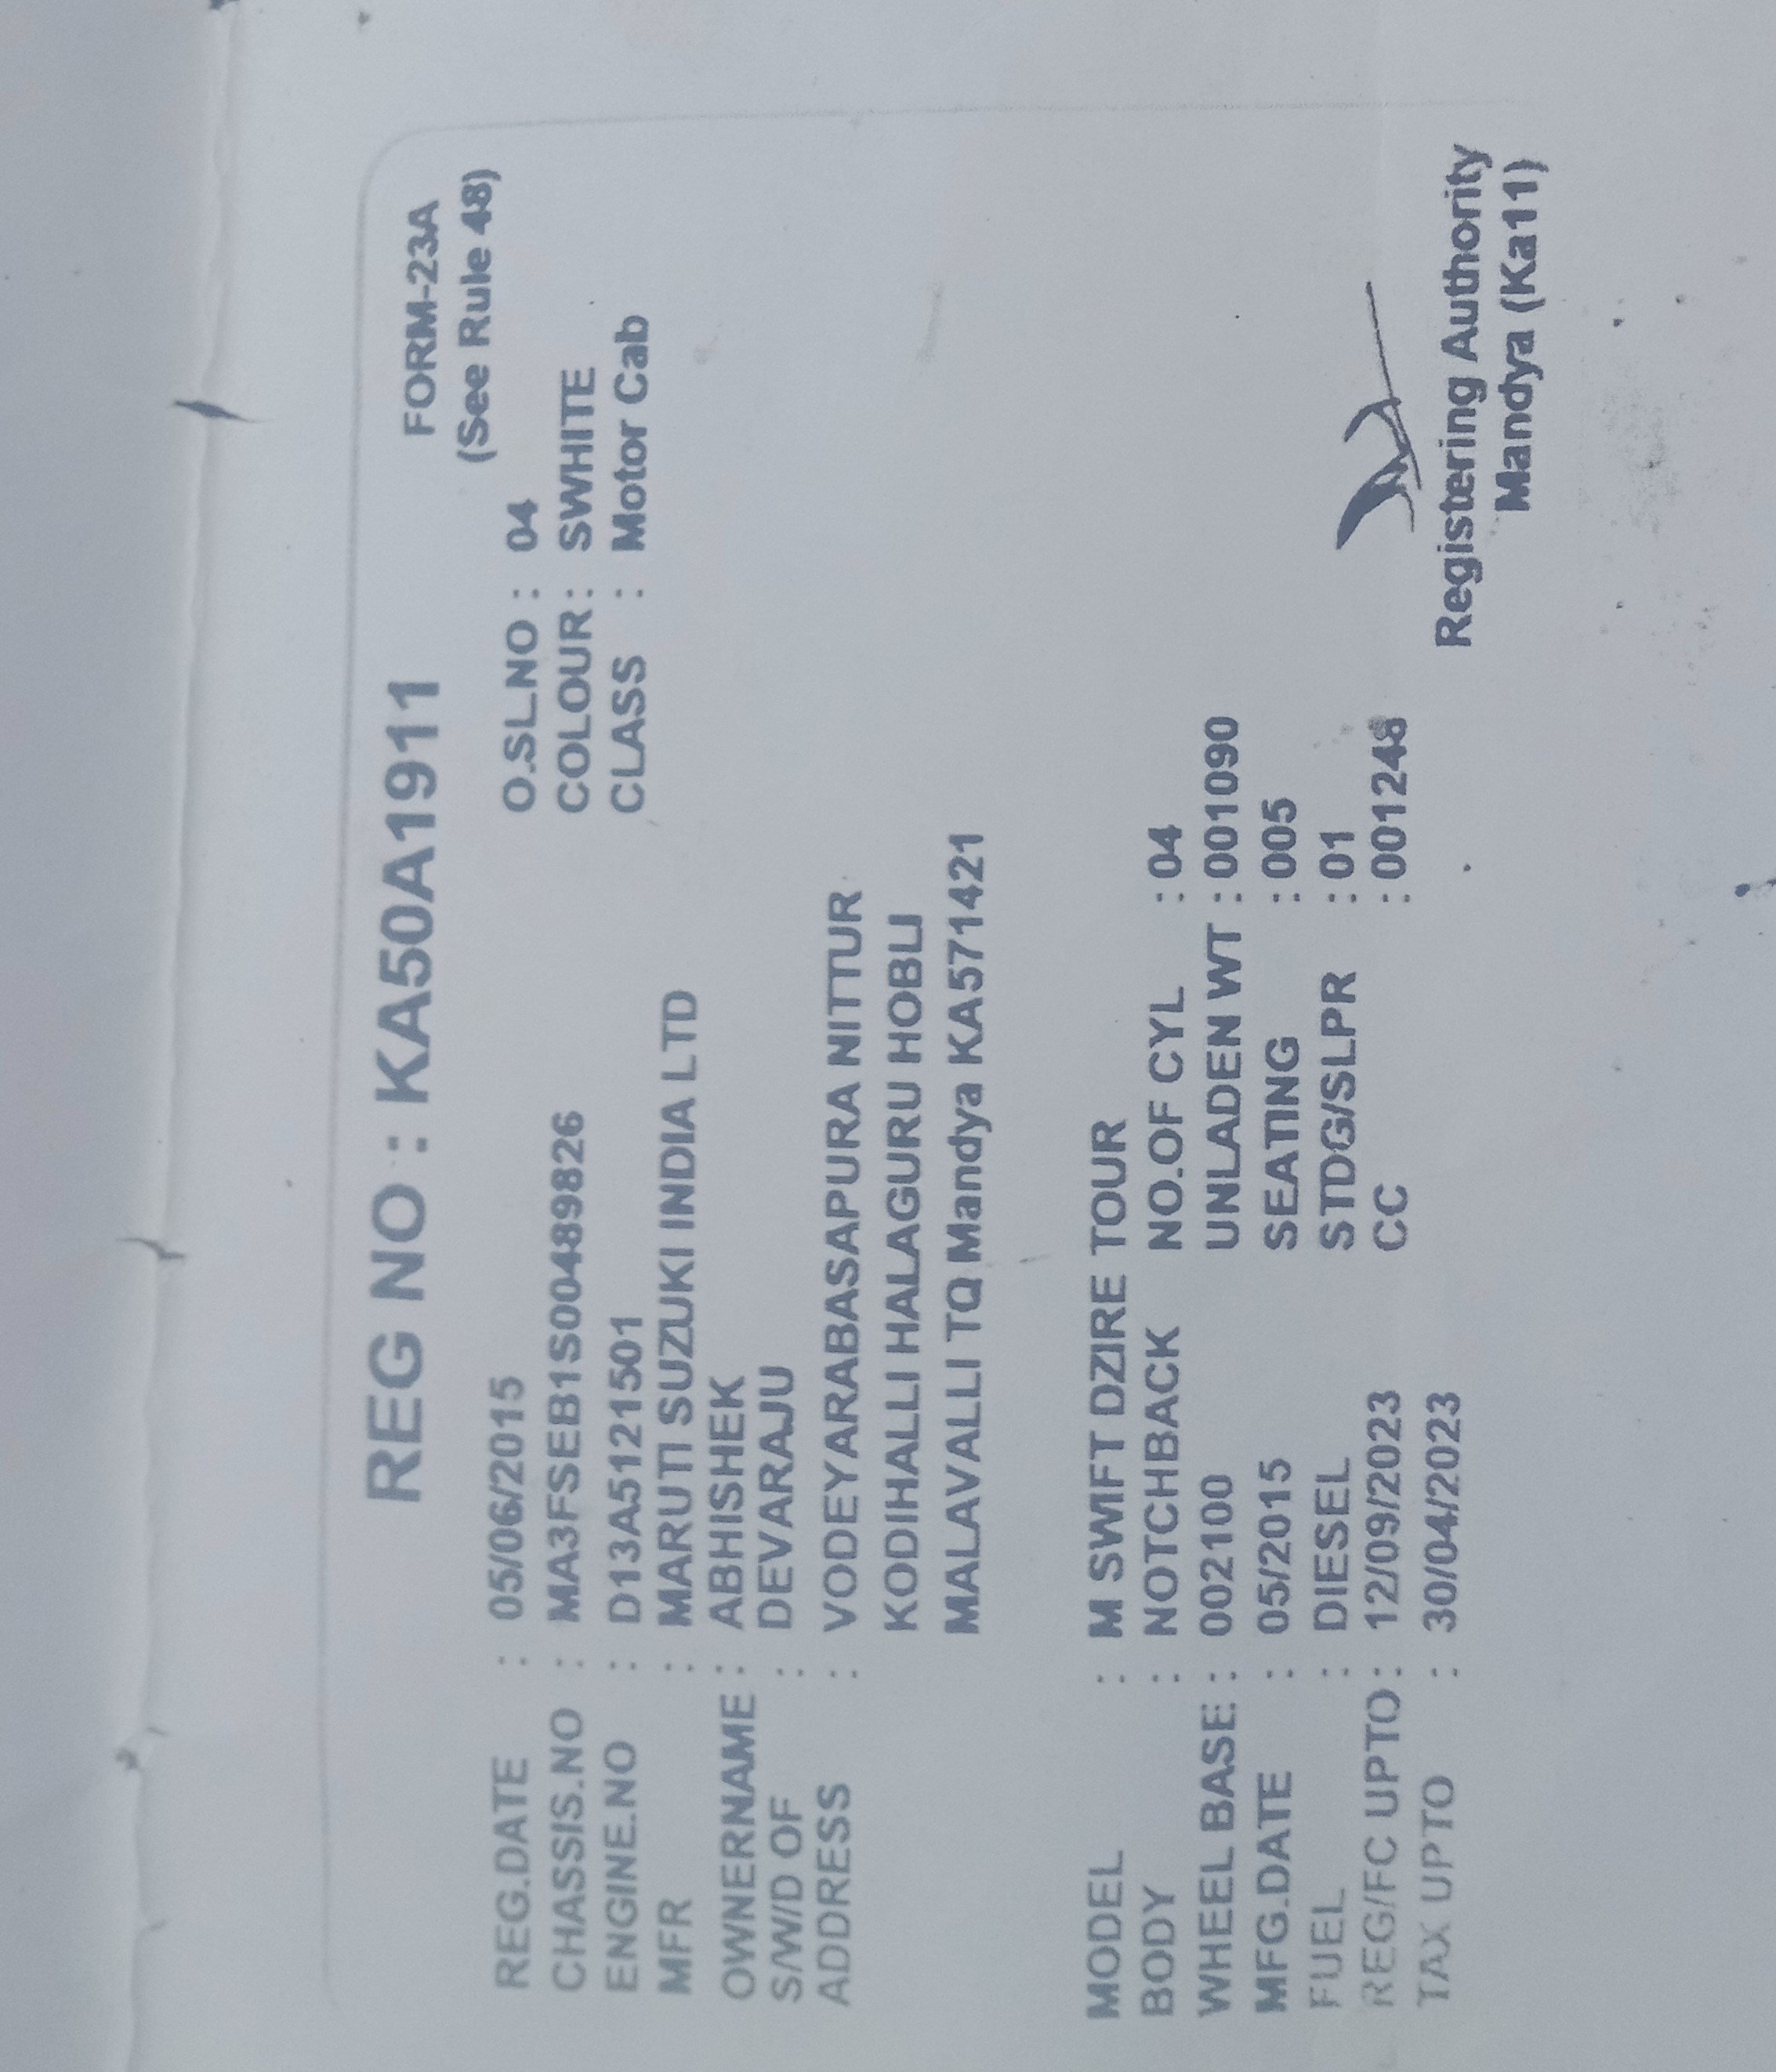 FORM-23A
REG NO : KA50A1911
(See Rule 48)
REG.DATE : 05/06/2015 O.SL.NO : 04
CHASSIS.NO : MA3FSEB1S00489826 COLOUR : SWHITE
ENGINE.NO : D13A5121501 CLASS : Motor Cab
MFR : MARUTI SUZUKI INDIA LTD
OWNERNAME : ABHISHEK
S/W/D OF : DEVARAJU
ADDRESS : VODEYARABASAPURA NITTUR
KODIHALLI HALAGURU HOBLI
MALAVALLI TQ Mandya KA571421
MODEL : M SWIFT DZIRE TOUR
BODY : NOTCHBACK NO.OF CYL : 04
WHEEL BASE : 002100 UNLADEN WT : 001090
MFG.DATE : 05/2015 SEATING : 005
FUEL : DIESEL STDG/SLPR : 01
REG/FC UPTO : 12/09/2023 CC : 001248
TAX UPTO : 30/04/2023
Registering Authority
Mandya (Ka11)